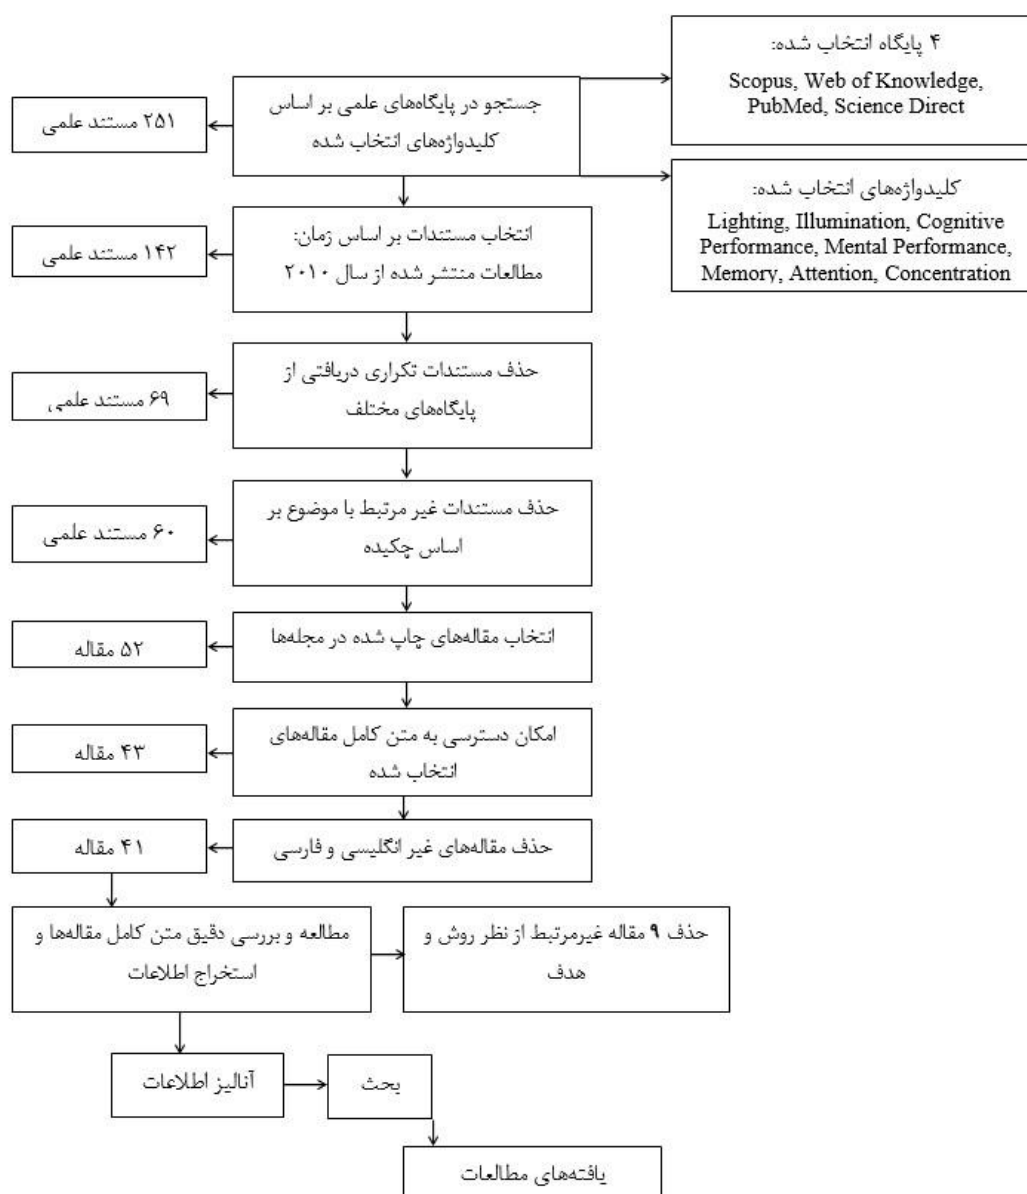 ۴ پایگاه انتخاب شده:
Scopus, Web of Knowledge,
PubMed, Science Direct
جستجو در پایگاه‌های علمی بر اساس
کلیدواژه‌های انتخاب شده
۲۵۱ مستند علمی
کلیدواژه‌های انتخاب شده:
Lighting, Illumination, Cognitive
Performance, Mental Performance,
Memory, Attention, Concentration
انتخاب مستندات بر اساس زمان:
مطالعات منتشر شده از سال ۲۰۱۰
۱۴۲ مستند علمی
حذف مستندات تکراری دریافتی از
پایگاه‌های مختلف
۶۹ مستند علمی
حذف مستندات غیر مرتبط با موضوع بر
اساس چکیده
۶۰ مستند علمی
انتخاب مقاله‌های چاپ شده در مجله‌ها
۵۲ مقاله
امکان دسترسی به متن کامل مقاله‌های
انتخاب شده
۴۳ مقاله
حذف مقاله‌های غیر انگلیسی و فارسی
۴۱ مقاله
مطالعه و بررسی دقیق متن کامل مقاله‌ها و
استخراج اطلاعات
حذف ۹ مقاله غیرمرتبط از نظر روش و
هدف
آنالیز اطلاعات
بحث
یافته‌های مطالعات